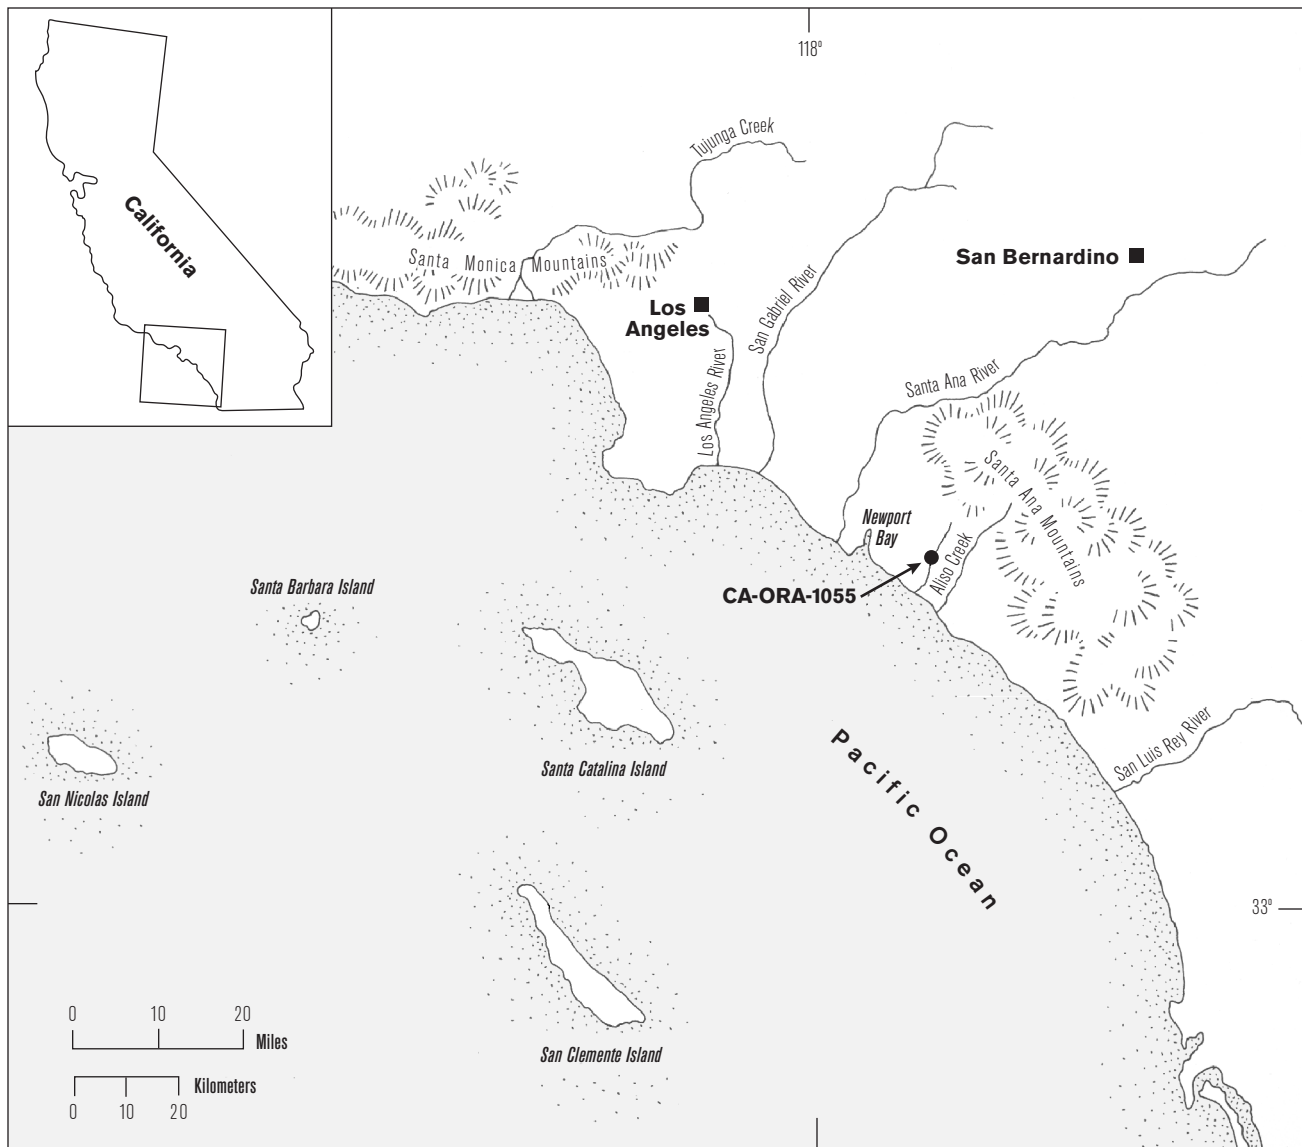 118°
California
Tujunga Creek
Santa Monica Mountains
San Bernardino
Los
Angeles
San Gabriel River
Los Angeles River
Santa Ana River
Santa Ana Mountains
Newport
Bay
Aliso Creek
CA-ORA-1055
Santa Barbara Island
Santa Catalina Island
San Nicolas Island
Pacific Ocean
San Luis Rey River
33°
San Clemente Island
0 10 20
Miles
Kilometers
0 10 20